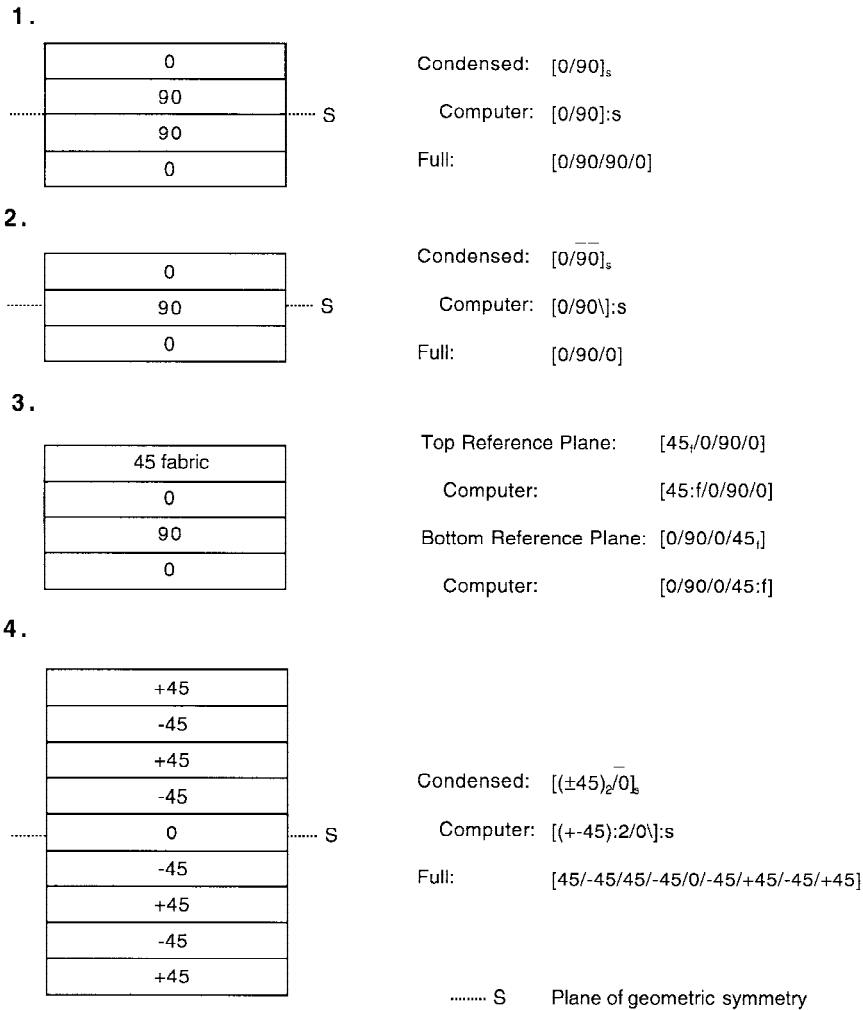 1.
0
90
90
0
S
Condensed: [0/90]ₛ
Computer: [0/90]:s
Full: [0/90/90/0]
2.
0
90
0
S
Condensed: [0/9̅0̅]ₛ
Computer: [0/90\]:s
Full: [0/90/0]
3.
45 fabric
0
90
0
Top Reference Plane: [45f/0/90/0]
Computer: [45:f/0/90/0]
Bottom Reference Plane: [0/90/0/45f]
Computer: [0/90/0/45:f]
4.
+45
-45
+45
-45
0
-45
+45
-45
+45
S
Condensed: [(±45)₂/0̅]ₛ
Computer: [(+-45):2/0\]:s
Full: [45/-45/45/-45/0/-45/+45/-45/+45]
S Plane of geometric symmetry